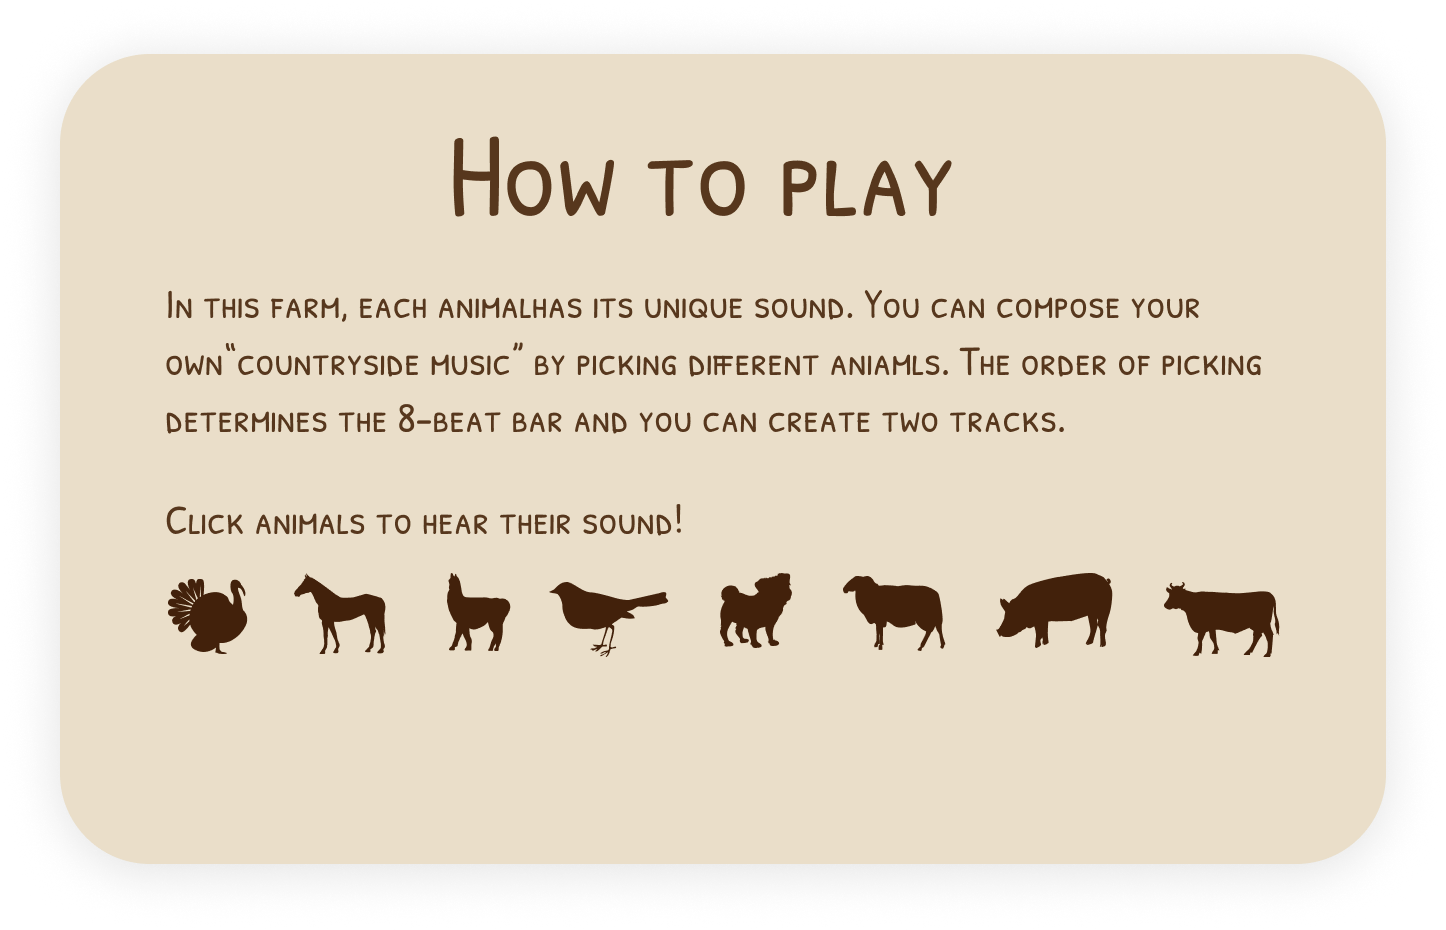 How to play
In this farm, each animalhas its unique sound. You can compose your
own“countryside music” by picking different aniamls. The order of picking
determines the 8-beat bar and you can create two tracks.
Click animals to hear their sound!